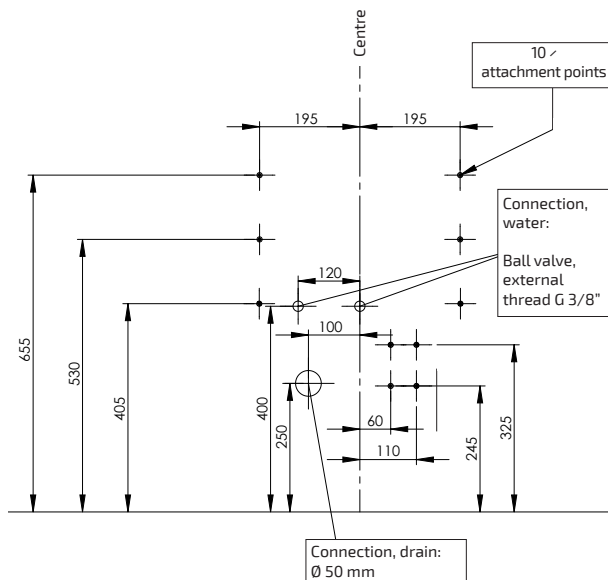 Centre
10
attachment points
195
195
Connection,
water:
Ball valve,
external
thread G 3/8"
120
100
655
530
405
400
250
60
110
245
325
Connection, drain:
Ø 50 mm